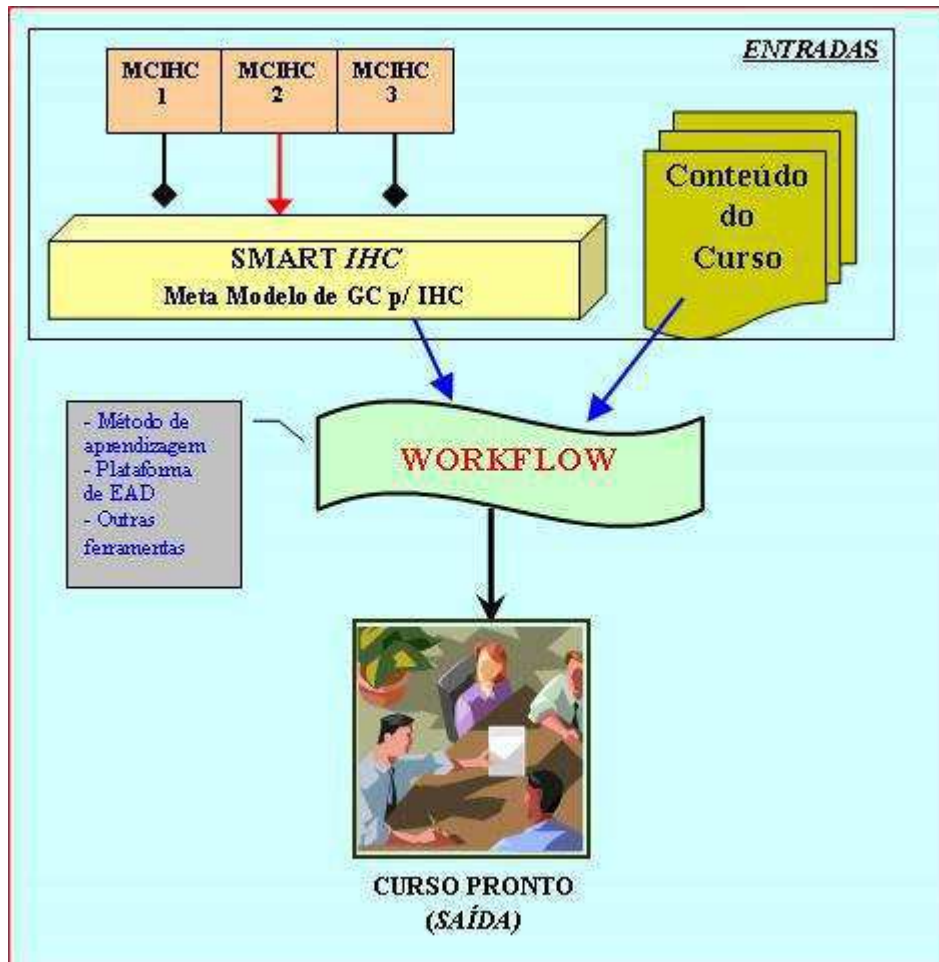 ENTRADAS
MCIHC
1
MCIHC
2
MCIHC
3
Conteúdo
do
Curso
SMART IHC
Meta Modelo de GC p/ IHC
- Método de
aprendizagem
- Plataforma
de EAD
- Outras
ferramentas
WORKFLOW
CURSO PRONTO
(SAÍDA)